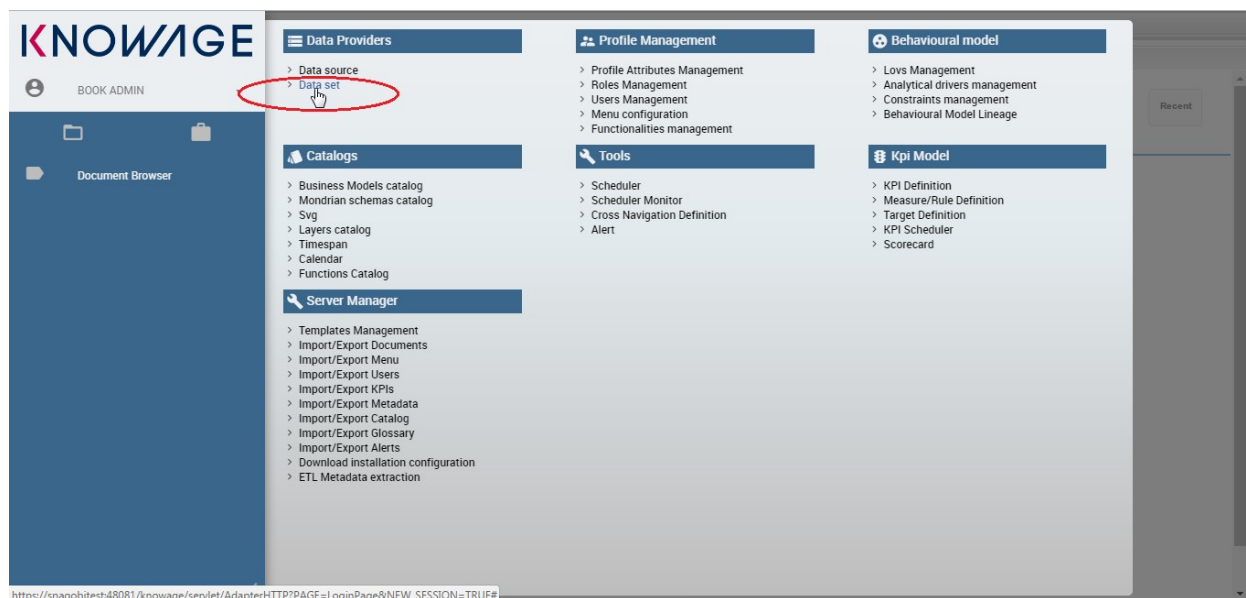 KNOWAGE
BOOK ADMIN
Document Browser
Data Providers
> Data source
> Data set
Profile Management
> Profile Attributes Management
> Roles Management
> Users Management
> Menu configuration
> Functionalities management
Behavioural model
> Lovs Management
> Analytical drivers management
> Constraints management
> Behavioural Model Lineage
Recent
Catalogs
> Business Models catalog
> Mondrian schemas catalog
> Svg
> Layers catalog
> Timespan
> Calendar
> Functions Catalog
Tools
> Scheduler
> Scheduler Monitor
> Cross Navigation Definition
> Alert
Kpi Model
> KPI Definition
> Measure/Rule Definition
> Target Definition
> KPI Scheduler
> Scorecard
Server Manager
> Templates Management
> Import/Export Documents
> Import/Export Menu
> Import/Export Users
> Import/Export KPIs
> Import/Export Metadata
> Import/Export Catalog
> Import/Export Glossary
> Import/Export Alerts
> Download installation configuration
> ETL Metadata extraction
https://spagobitest:48081/knowage/servlet/AdapterHTTP?PAGE=LoginPage&NEW_SESSION=TRUE#